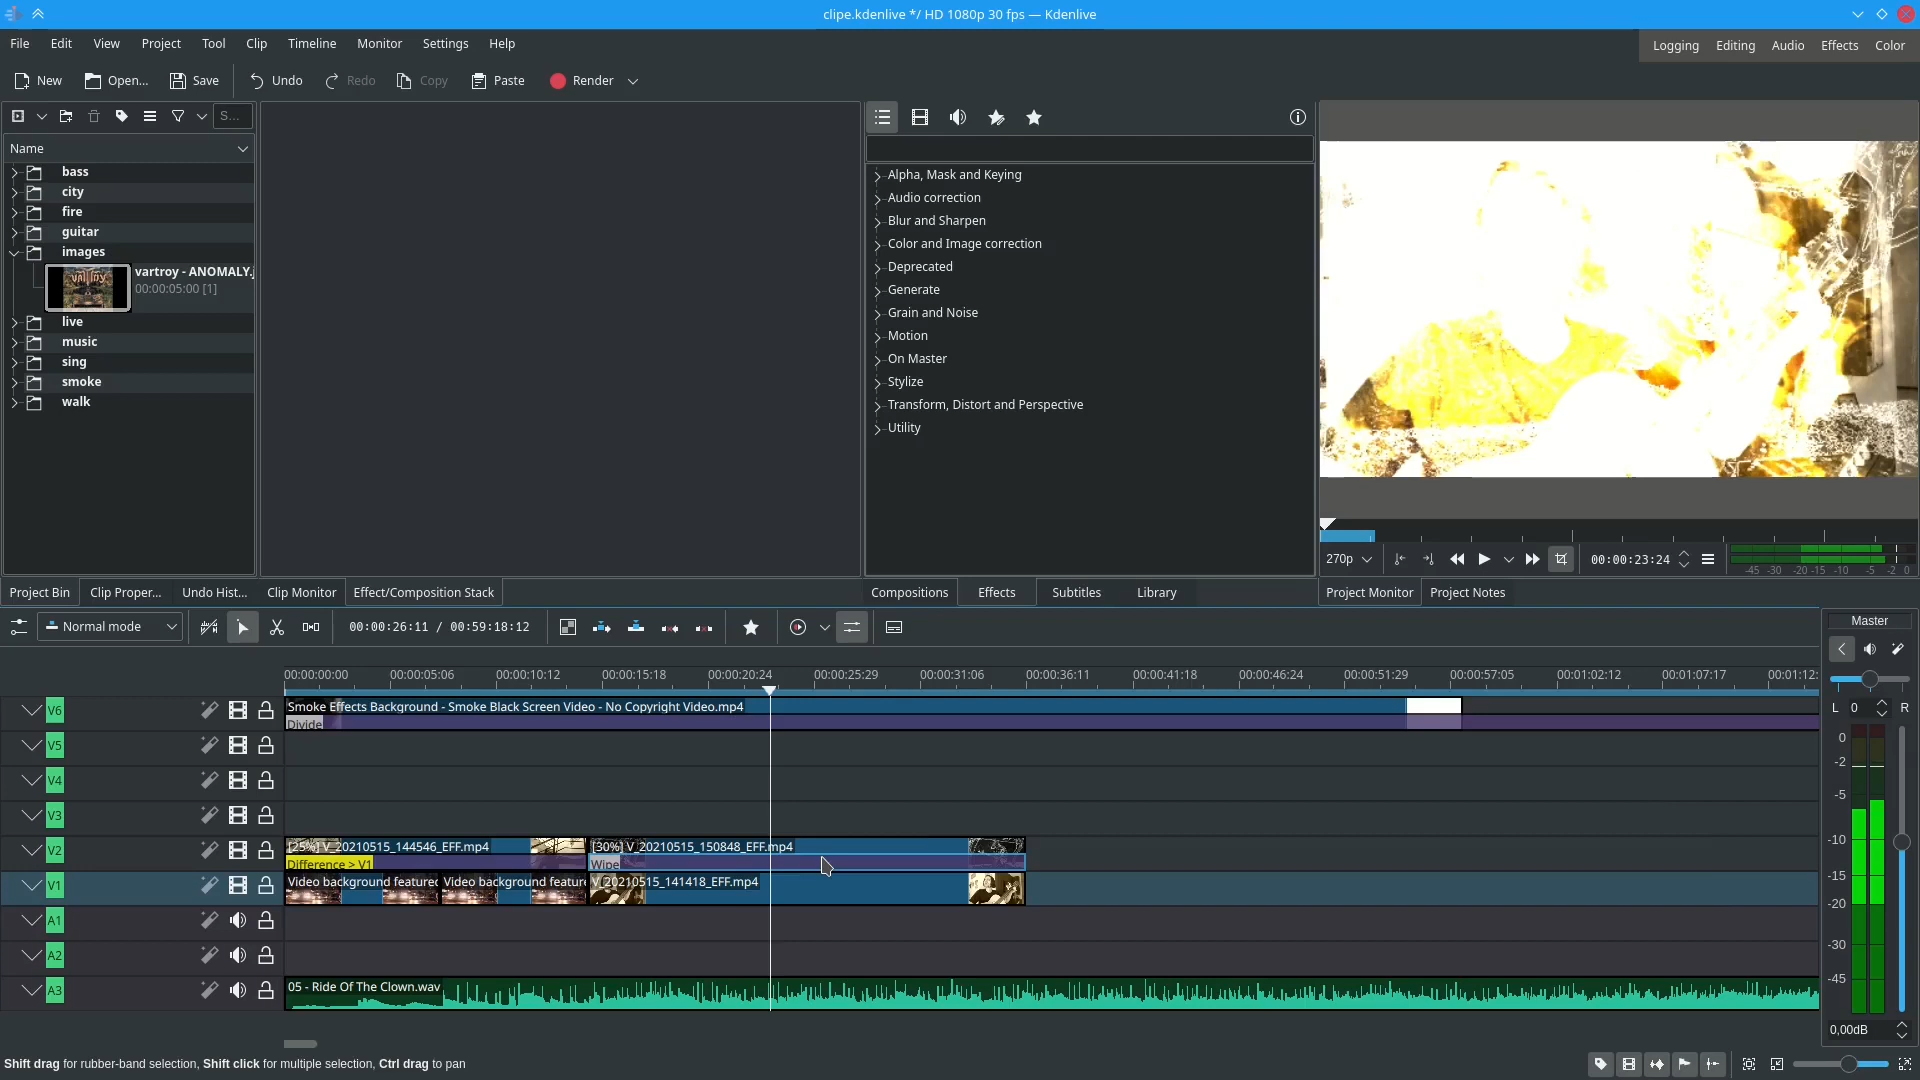 clipe.kdenlive */ HD 1080p 30 fps — Kdenlive
File Edit View Project Tool Clip Timeline Monitor Settings Help
Logging Editing Audio Effects Color
New Open... Save Undo Redo Copy Paste Render
S...
Name
bass
city
fire
guitar
images
vartroy - ANOMALY.j
00:00:05:00 [1]
live
music
sing
smoke
walk
Alpha, Mask and Keying
Audio correction
Blur and Sharpen
Color and Image correction
Deprecated
Generate
Grain and Noise
Motion
On Master
Stylize
Transform, Distort and Perspective
Utility
270p 00:00:23:24 -45 -30 -20 -15 -10 -5 -2 0
Project Bin Clip Proper... Undo Hist... Clip Monitor Effect/Composition Stack Compositions Effects Subtitles Library Project Monitor Project Notes
Normal mode 00:00:26:11 / 00:59:18:12
Master
00:00:00:00 00:00:05:06 00:00:10:12 00:00:15:18 00:00:20:24 00:00:25:29 00:00:31:06 00:00:36:11 00:00:41:18 00:00:46:24 00:00:51:29 00:00:57:05 00:01:02:12 00:01:07:17 00:01:12:
V6 Smoke Effects Background - Smoke Black Screen Video - No Copyright Video.mp4
Divide
L 0 R
V5
V4
V3
V2 [25%] V_20210515_144546_EFF.mp4 [30%] V_20210515_150848_EFF.mp4
Difference > V1 Wipe
V1 Video background featured Video background feature V_20210515_141418_EFF.mp4
A1
A2
A3 05 - Ride Of The Clown.wav
0
-2
-5
-10
-15
-20
-30
-45
0,00dB
Shift drag for rubber-band selection, Shift click for multiple selection, Ctrl drag to pan